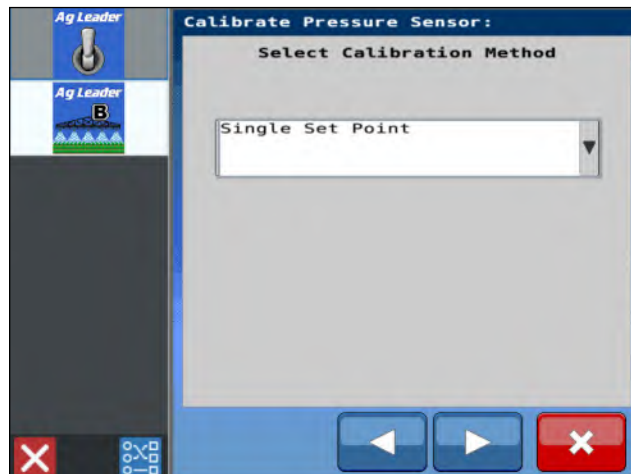 Ag Leader
Calibrate Pressure Sensor:
Select Calibration Method
Ag Leader
B
Single Set Point